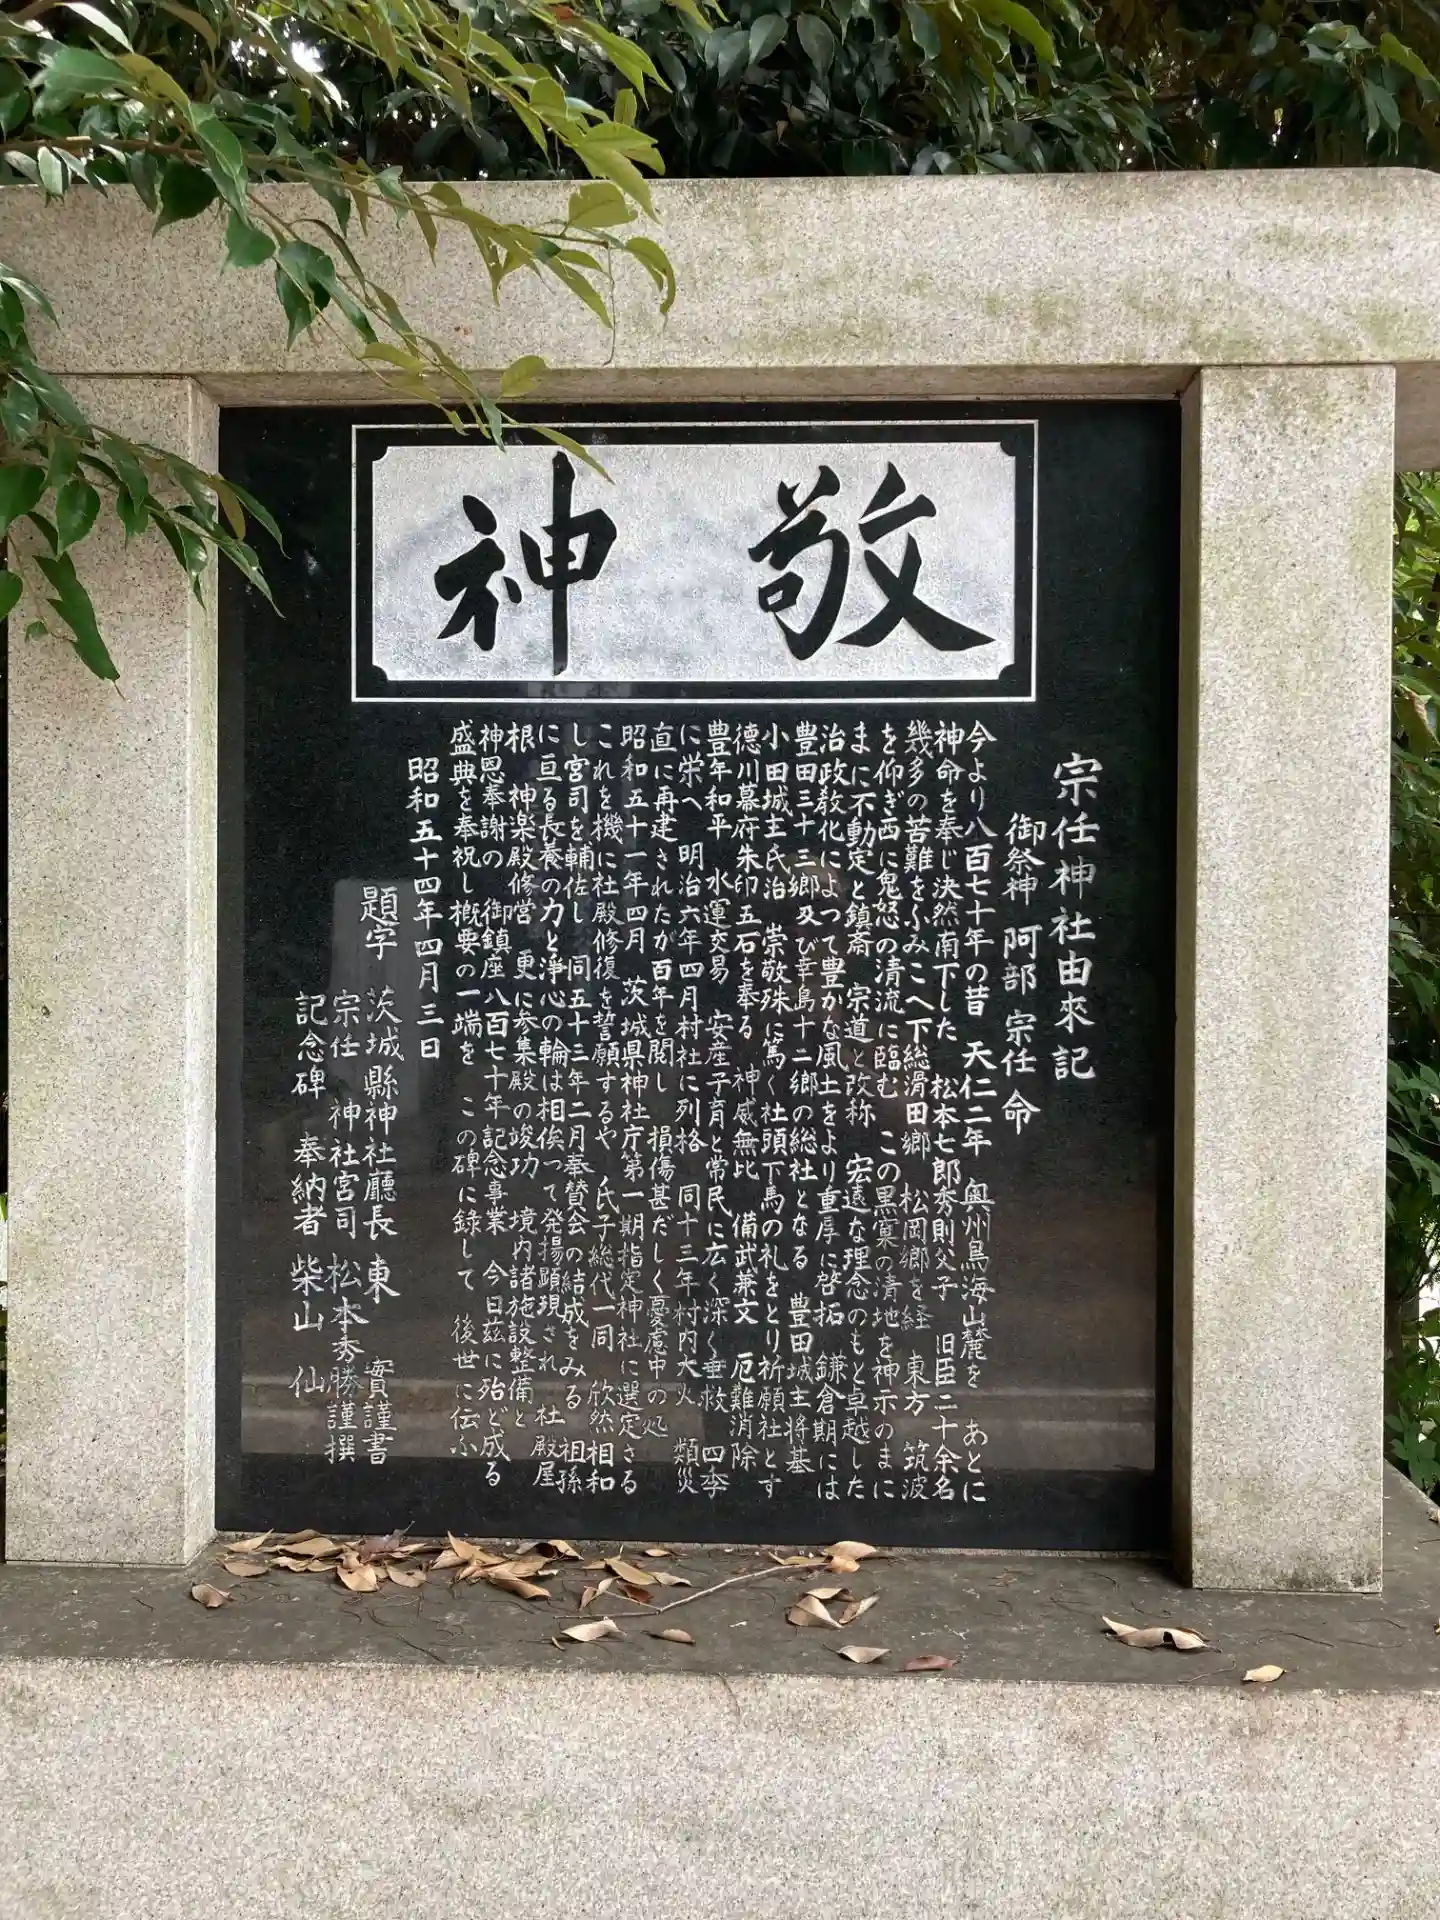 敬神
宗任神社由來記
御祭神 阿部宗任命
今より八百七十年の昔 天仁二年 奥州鳥海山麓を あとに
神命を奉じ決然南下した 松本七郎秀則父子 旧臣二十余名
幾多の苦難をふみこへ下総滑田郷 松岡郷を経 東方 筑波
を仰ぎ西に鬼怒の清流に臨む この黒寞の清地を神示のまに
まに不動定と鎮斎 宗道と改称 宏遠な理念のもと卓越した
治政教化によつて豊かな風土をより重厚に啓拓 鎌倉期には
豊田三十三郷及び幸島十二郷の総社となる 豊田城主将基
小田城主氏治 崇敬殊に篤く社頭下馬の礼をとり祈願社とす
徳川幕府朱印五石を奉る 神威無比 備武兼文 厄難消除
豊年和平 水運交易 安産子育と常民に広く深く垂救 四季
に栄へ 明治六年四月村社に列格 同十三年村内大火 類災
直に再建されたが百年を閲し 損傷甚だしく憂慮中の処
昭和五十一年四月 茨城県神社庁第一期指定神社に選定さる
これを機に社殿修復を誓願するや 氏子総代一同 欣然相和
し宮司を輔佐し 同五十三年二月奉賛会の結成をみる 祖孫
に亘る長養の力と淨心の輪は相俟つて発揚顕現され 社殿屋
根 神楽殿修営 更に参集殿の竣功 境内諸施設整備と
神恩奉謝の 御鎮座八百七十年記念事業 今日茲に殆ど成る
盛典を奉祝し概要の一端を この碑に録して 後世に伝ふ
昭和五十四年四月三日
題字 茨城縣神社廳長 東 實謹書
宗任 神社宮司 松本秀勝謹撰
記念碑 奉納者 柴山 仙